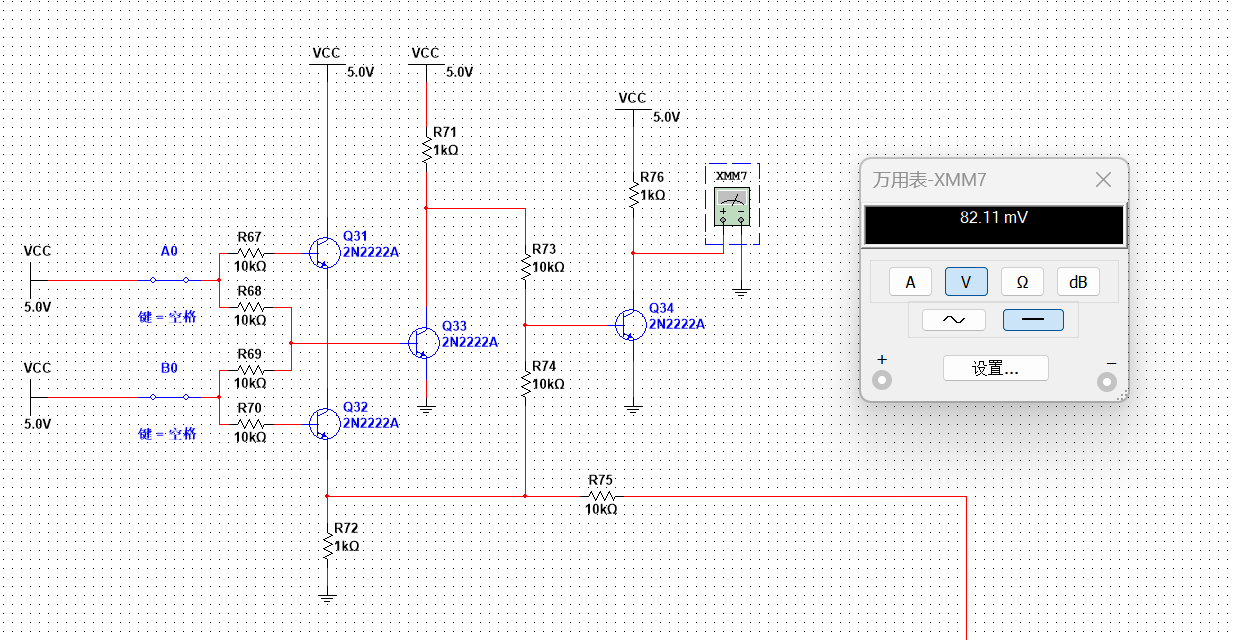 VCC
5.0V
VCC
5.0V
VCC
5.0V
R71
1kΩ
R76
1kΩ
XMM7
万用表-XMM7
82.11 mV
A
V
Ω
dB
+
设置...
−
VCC
5.0V
A0
键 = 空格
R67
10kΩ
Q31
2N2222A
R68
10kΩ
R73
10kΩ
Q33
2N2222A
Q34
2N2222A
VCC
5.0V
B0
键 = 空格
R69
10kΩ
R70
10kΩ
Q32
2N2222A
R74
10kΩ
R75
10kΩ
R72
1kΩ